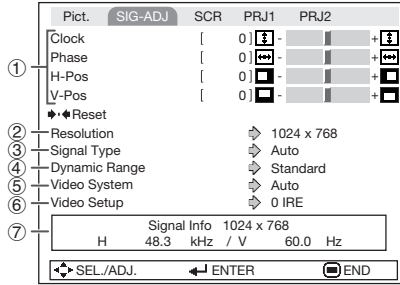 Pict. SIG-ADJ SCR PRJ1 PRJ2
① Clock [ 0 ] - +
Phase [ 0 ] - +
H-Pos [ 0 ] - +
V-Pos [ 0 ] - +
Reset
② Resolution 1024 x 768
③ Signal Type Auto
④ Dynamic Range Standard
⑤ Video System Auto
⑥ Video Setup 0 IRE
⑦ Signal Info 1024 x 768
H 48.3 kHz / V 60.0 Hz
SEL./ADJ. ENTER END